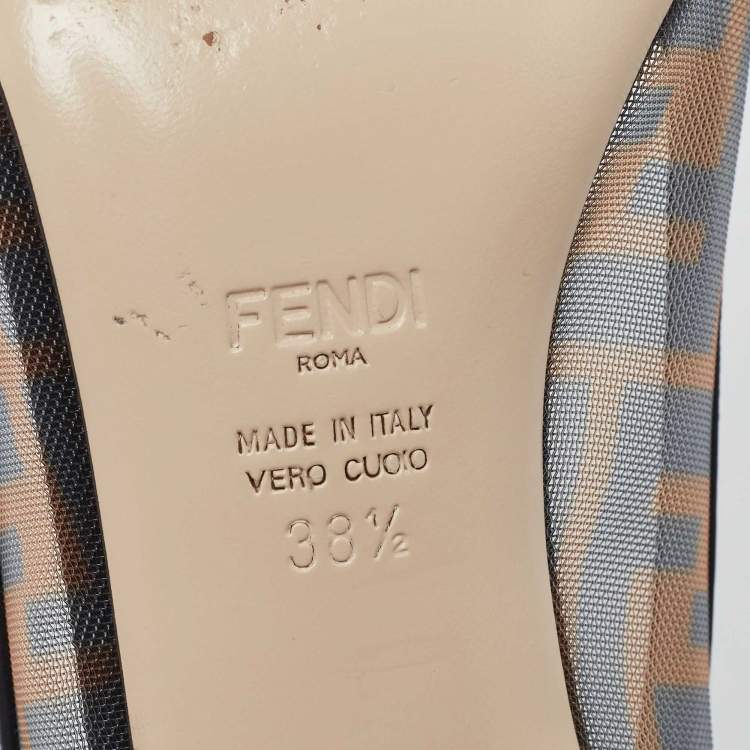 FENDI
ROMA
MADE IN ITALY
VERO CUOIO
38½